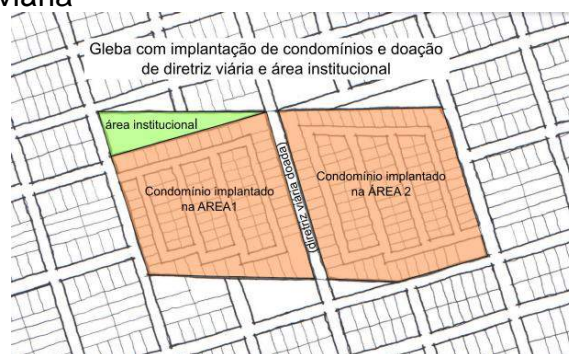 viária
Gleba com implantação de condomínios e doação
de diretriz viária e área institucional
área institucional
Condomínio implantado
na AREA1
(diretriz viária doada)
Condomínio implantado
na ÁREA 2